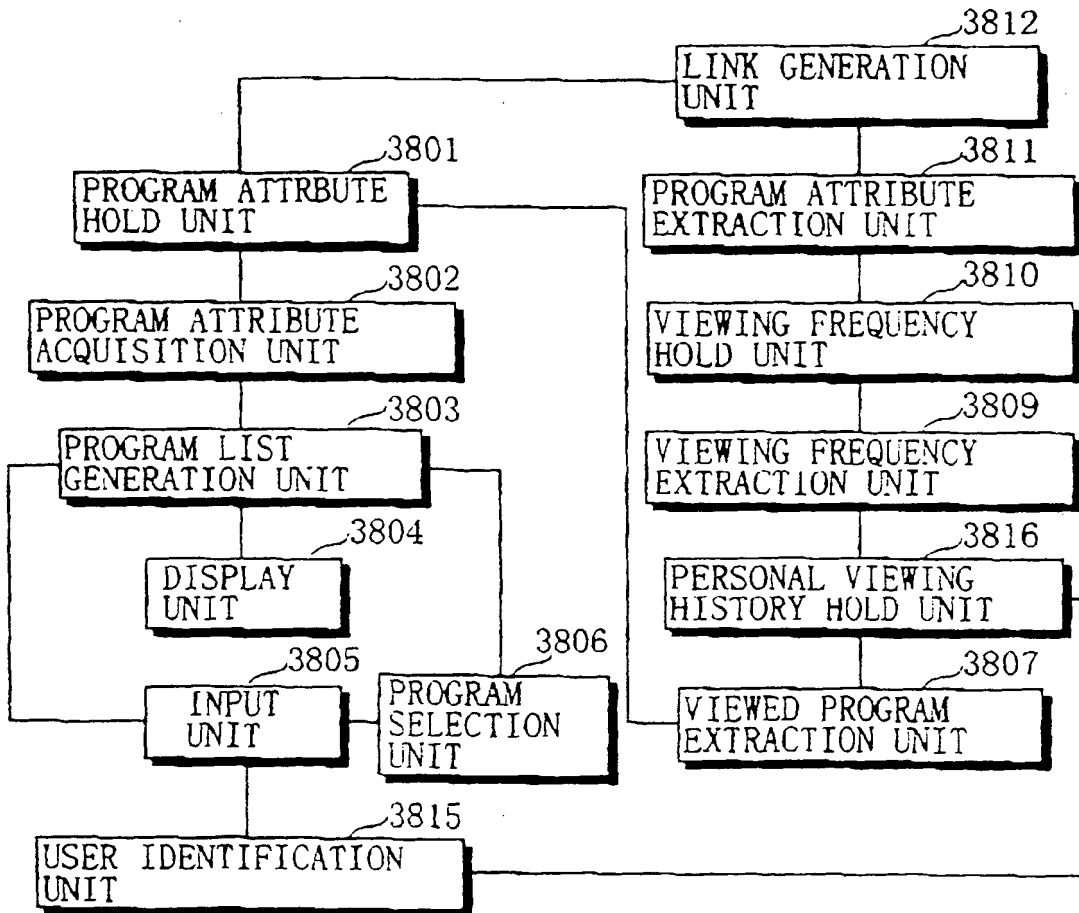 3812
LINK GENERATION
UNIT
3801
PROGRAM ATTRBUTE
HOLD UNIT
3811
PROGRAM ATTRIBUTE
EXTRACTION UNIT
3802
PROGRAM ATTRIBUTE
ACQUISITION UNIT
3810
VIEWING FREQUENCY
HOLD UNIT
3803
PROGRAM LIST
GENERATION UNIT
3809
VIEWING FREQUENCY
EXTRACTION UNIT
3804
DISPLAY
UNIT
3816
PERSONAL VIEWING
HISTORY HOLD UNIT
3805
INPUT
UNIT
3806
PROGRAM
SELECTION
UNIT
3807
VIEWED PROGRAM
EXTRACTION UNIT
3815
USER IDENTIFICATION
UNIT